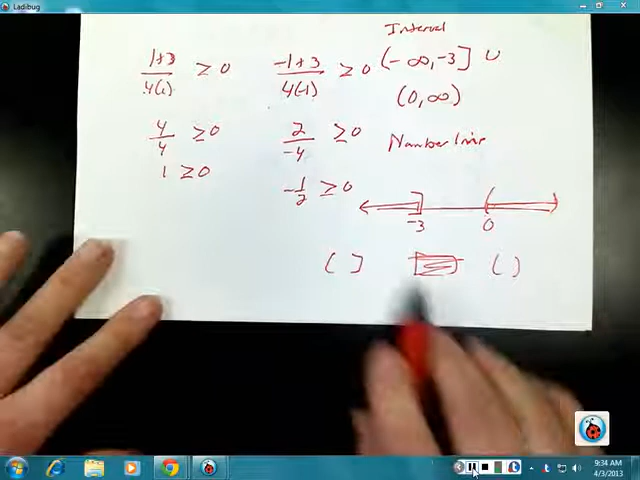 Ladibug
Interval
(1+3)/(4(1)) ≥ 0
(-1+3)/(4(-1)) ≥ 0
(-∞, -3] ∪
(0, ∞)
4/4 ≥ 0
2/-4 ≥ 0
Number line
1 ≥ 0
-1/2 ≥ 0
] (
-3 0
( ] ( )
9:34 AM
4/3/2013